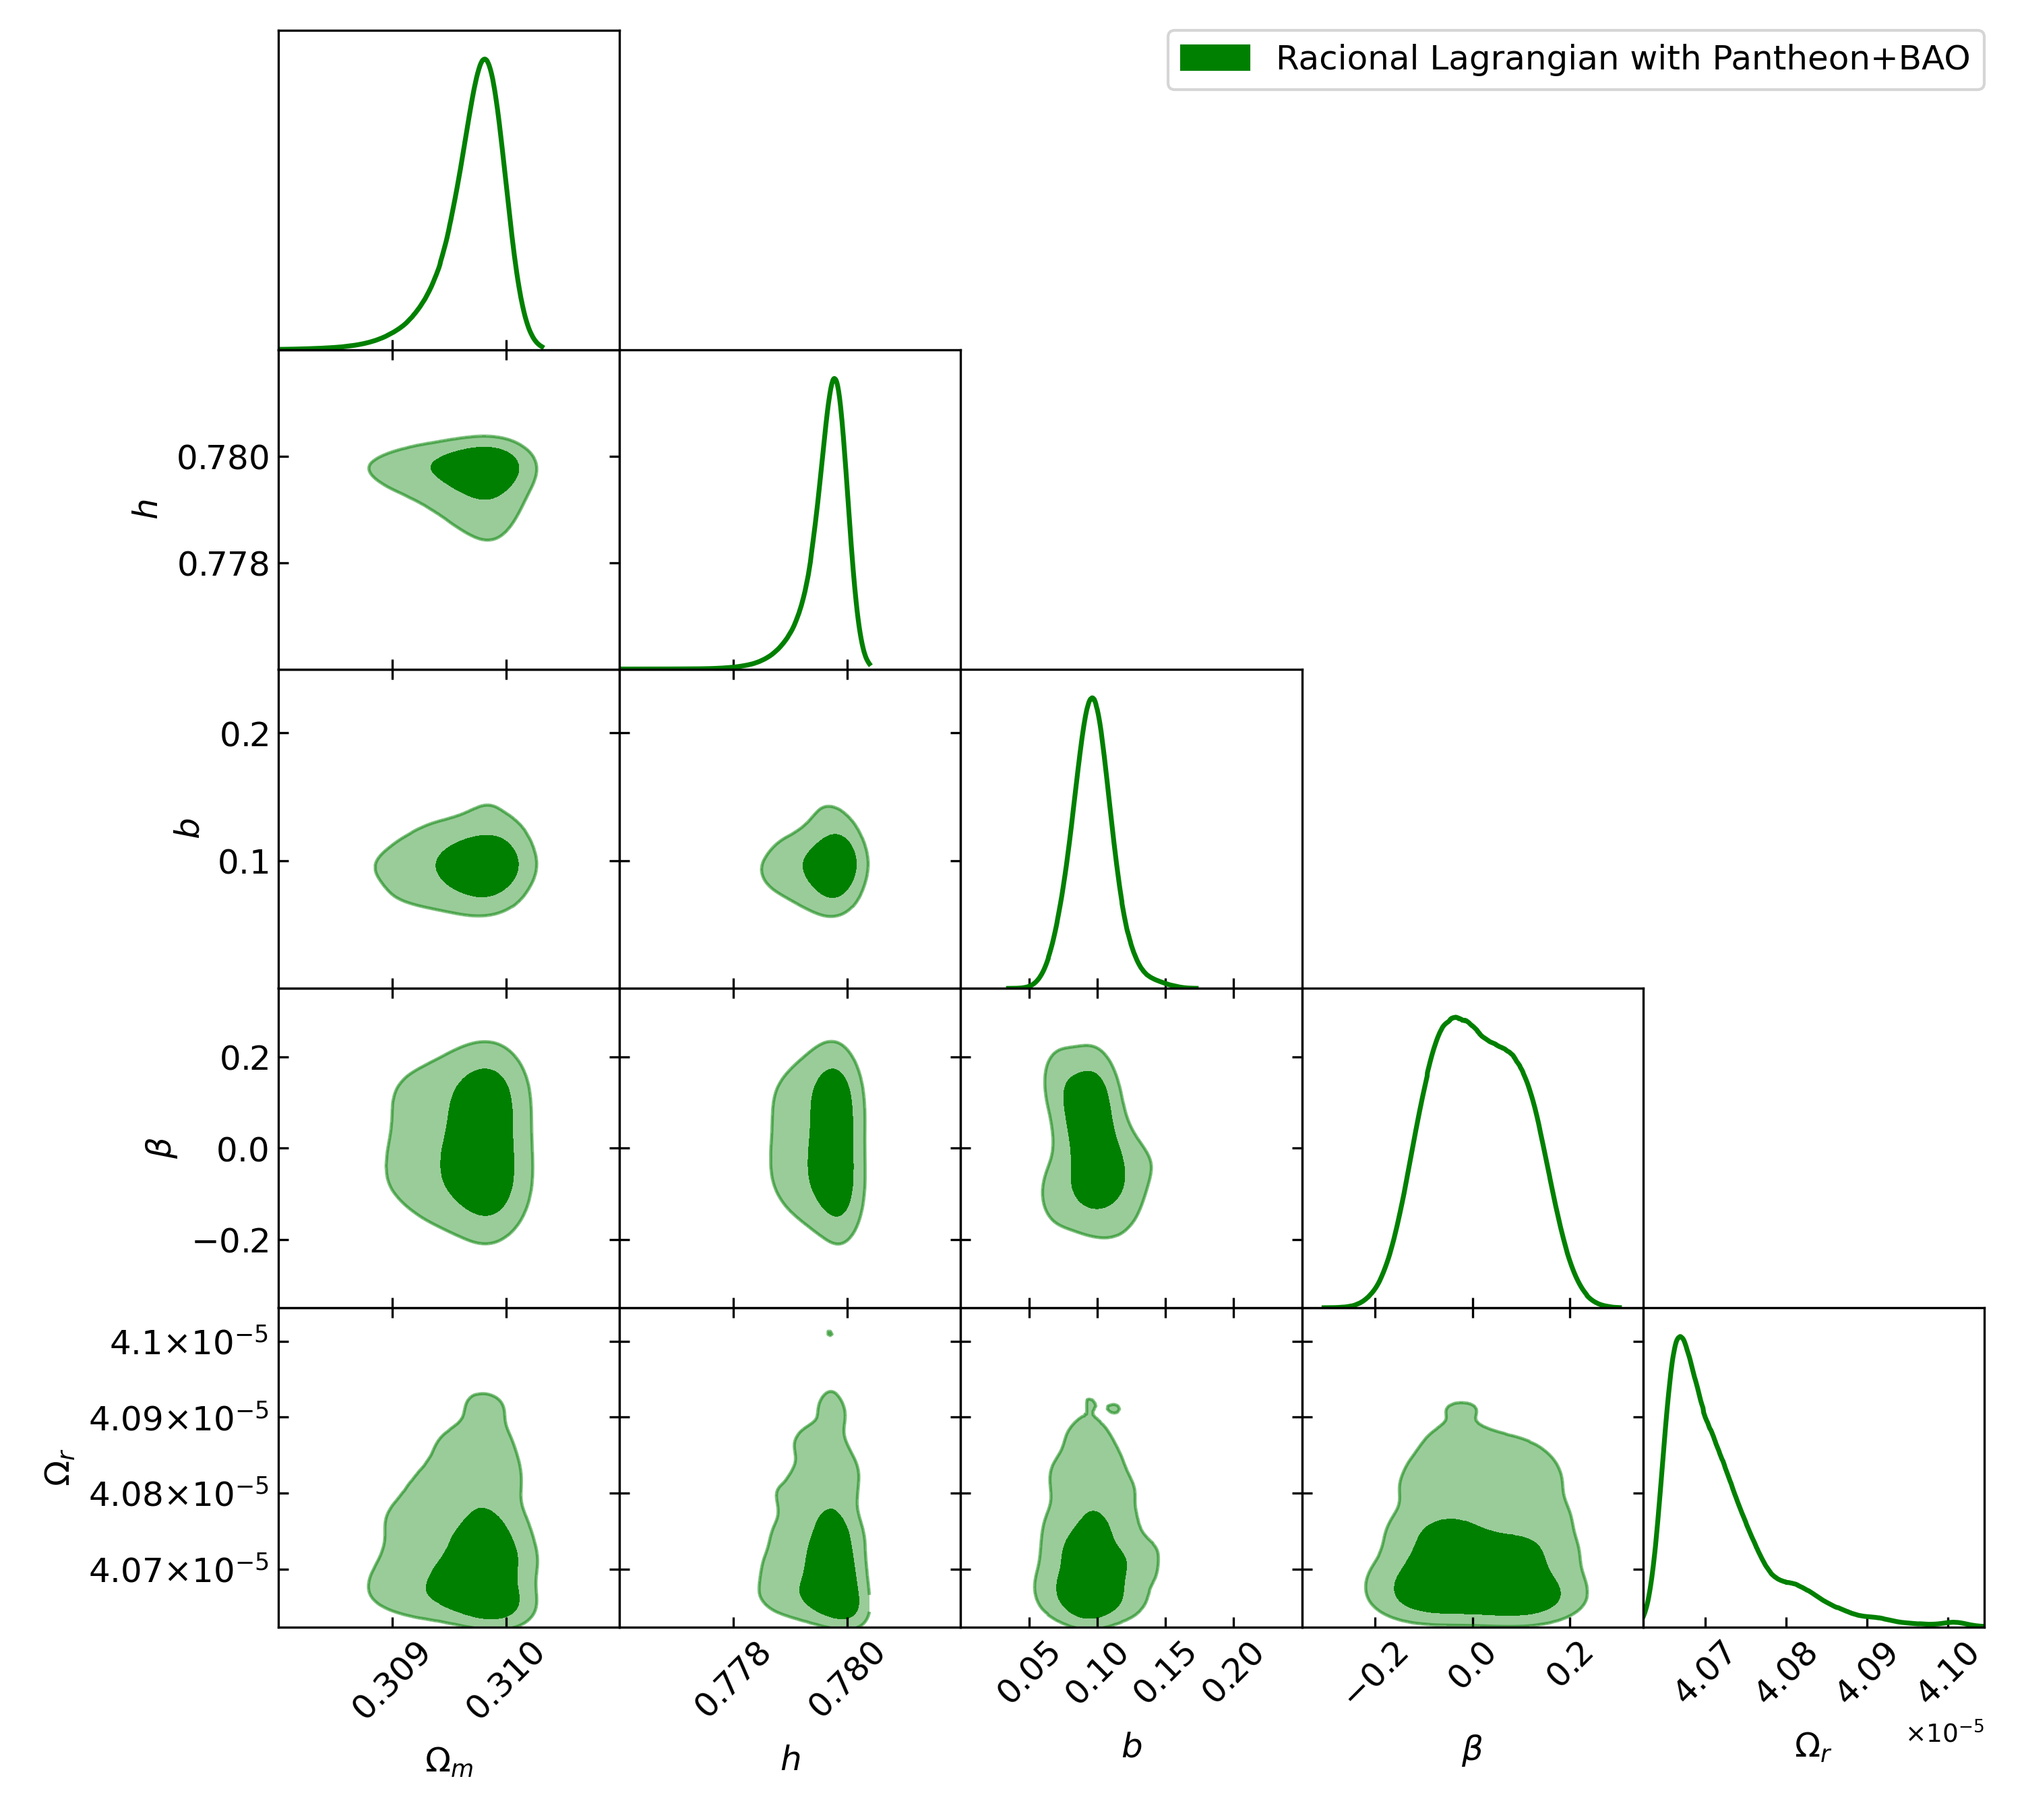 Racional Lagrangian with Pantheon+BAO
0.780
h
0.778
0.2
b
0.1
0.2
β
0.0
−0.2
4.1×10⁻⁵
4.09×10⁻⁵
Ωᵣ
4.08×10⁻⁵
4.07×10⁻⁵
0.309 0.310 0.778 0.780 0.05 0.10 0.15 0.20 −0.2 0.0 0.2 4.07 4.08 4.09 4.10
×10⁻⁵
Ωₘ h b β Ωᵣ